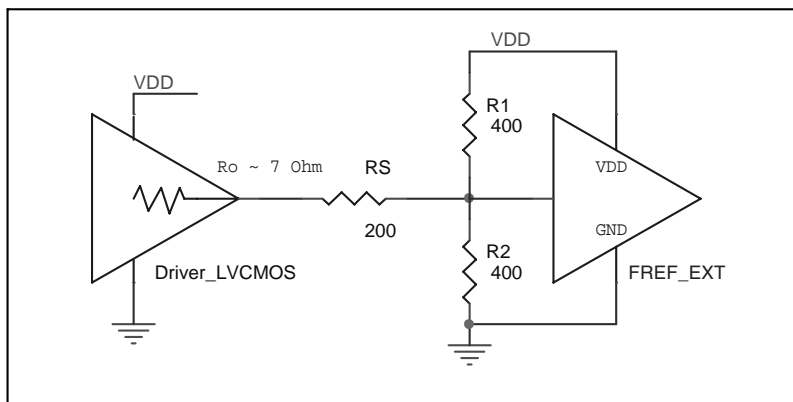 VDD
VDD
R1
400
Ro ~ 7 Ohm
RS
VDD
200
GND
R2
400
Driver_LVCMOS
FREF_EXT